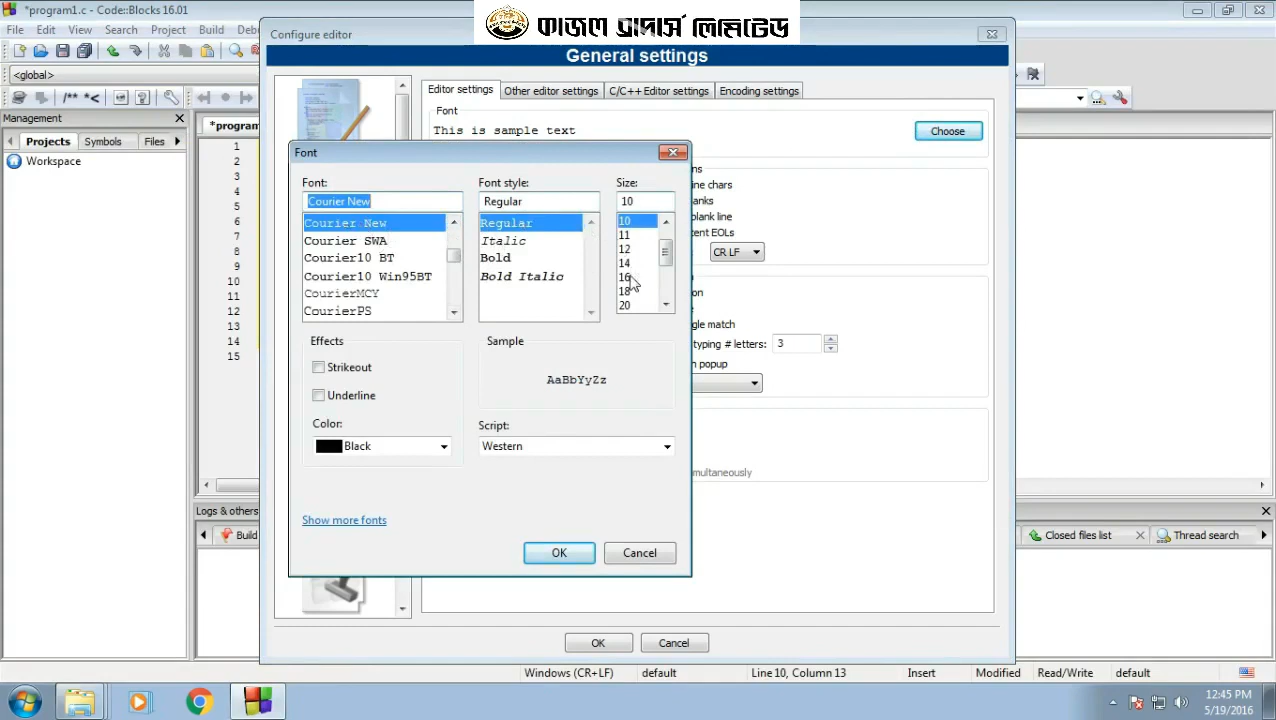 *program1.c - Code::Blocks 16.01
কাজল ব্রাদার্স লিমিটেড
File Edit View Search Project Build
Configure editor
General settings
<global>
/** *<
Management
Projects Symbols Files
Workspace
*program
1
2
3
4
5
6
7
8
9
10
11
12
13
14
15
Editor settings Other editor settings C/C++ Editor settings Encoding settings
Font
This is sample text
Choose
Font
Font: Font style: Size:
Courier New Regular 10
Courier New Regular 10
Courier SWA Italic 11
Courier10 BT Bold 12
Courier10 Win95BT Bold Italic 14
CourierMCY 16
CourierPS 18
20
Effects
Strikeout
Underline
Color:
Black
Sample
AaBbYyZz
Script:
Western
Show more fonts
OK Cancel
line chars
blank line
CR LF
gle match
typing # letters: 3
popup
OK Cancel
Logs & others
Build
Closed files list Thread search
Windows (CR+LF) default Line 10, Column 13 Insert Modified Read/Write default
12:45 PM
5/19/2016